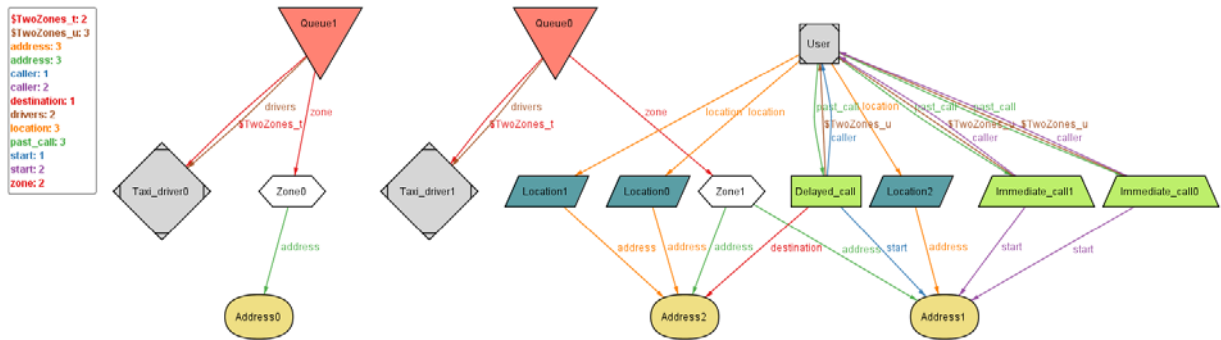 $TwoZones_t: 2
$TwoZones_u: 3
address: 3
address: 3
caller: 1
caller: 2
destination: 1
drivers: 2
location: 3
past_call: 3
start: 1
start: 2
zone: 2
Queue1
Queue0
User
drivers
zone
$TwoZones_t
drivers
zone
$TwoZones_t
location
location
past_call
location
past_call
past_call
$TwoZones_u
$TwoZones_u
$TwoZones_u
caller
caller
caller
Taxi_driver0
Zone0
Taxi_driver1
Location1
Location0
Zone1
Delayed_call
Location2
Immediate_call1
Immediate_call0
address
address
address
address
destination
address
start
address
start
start
Address0
Address2
Address1